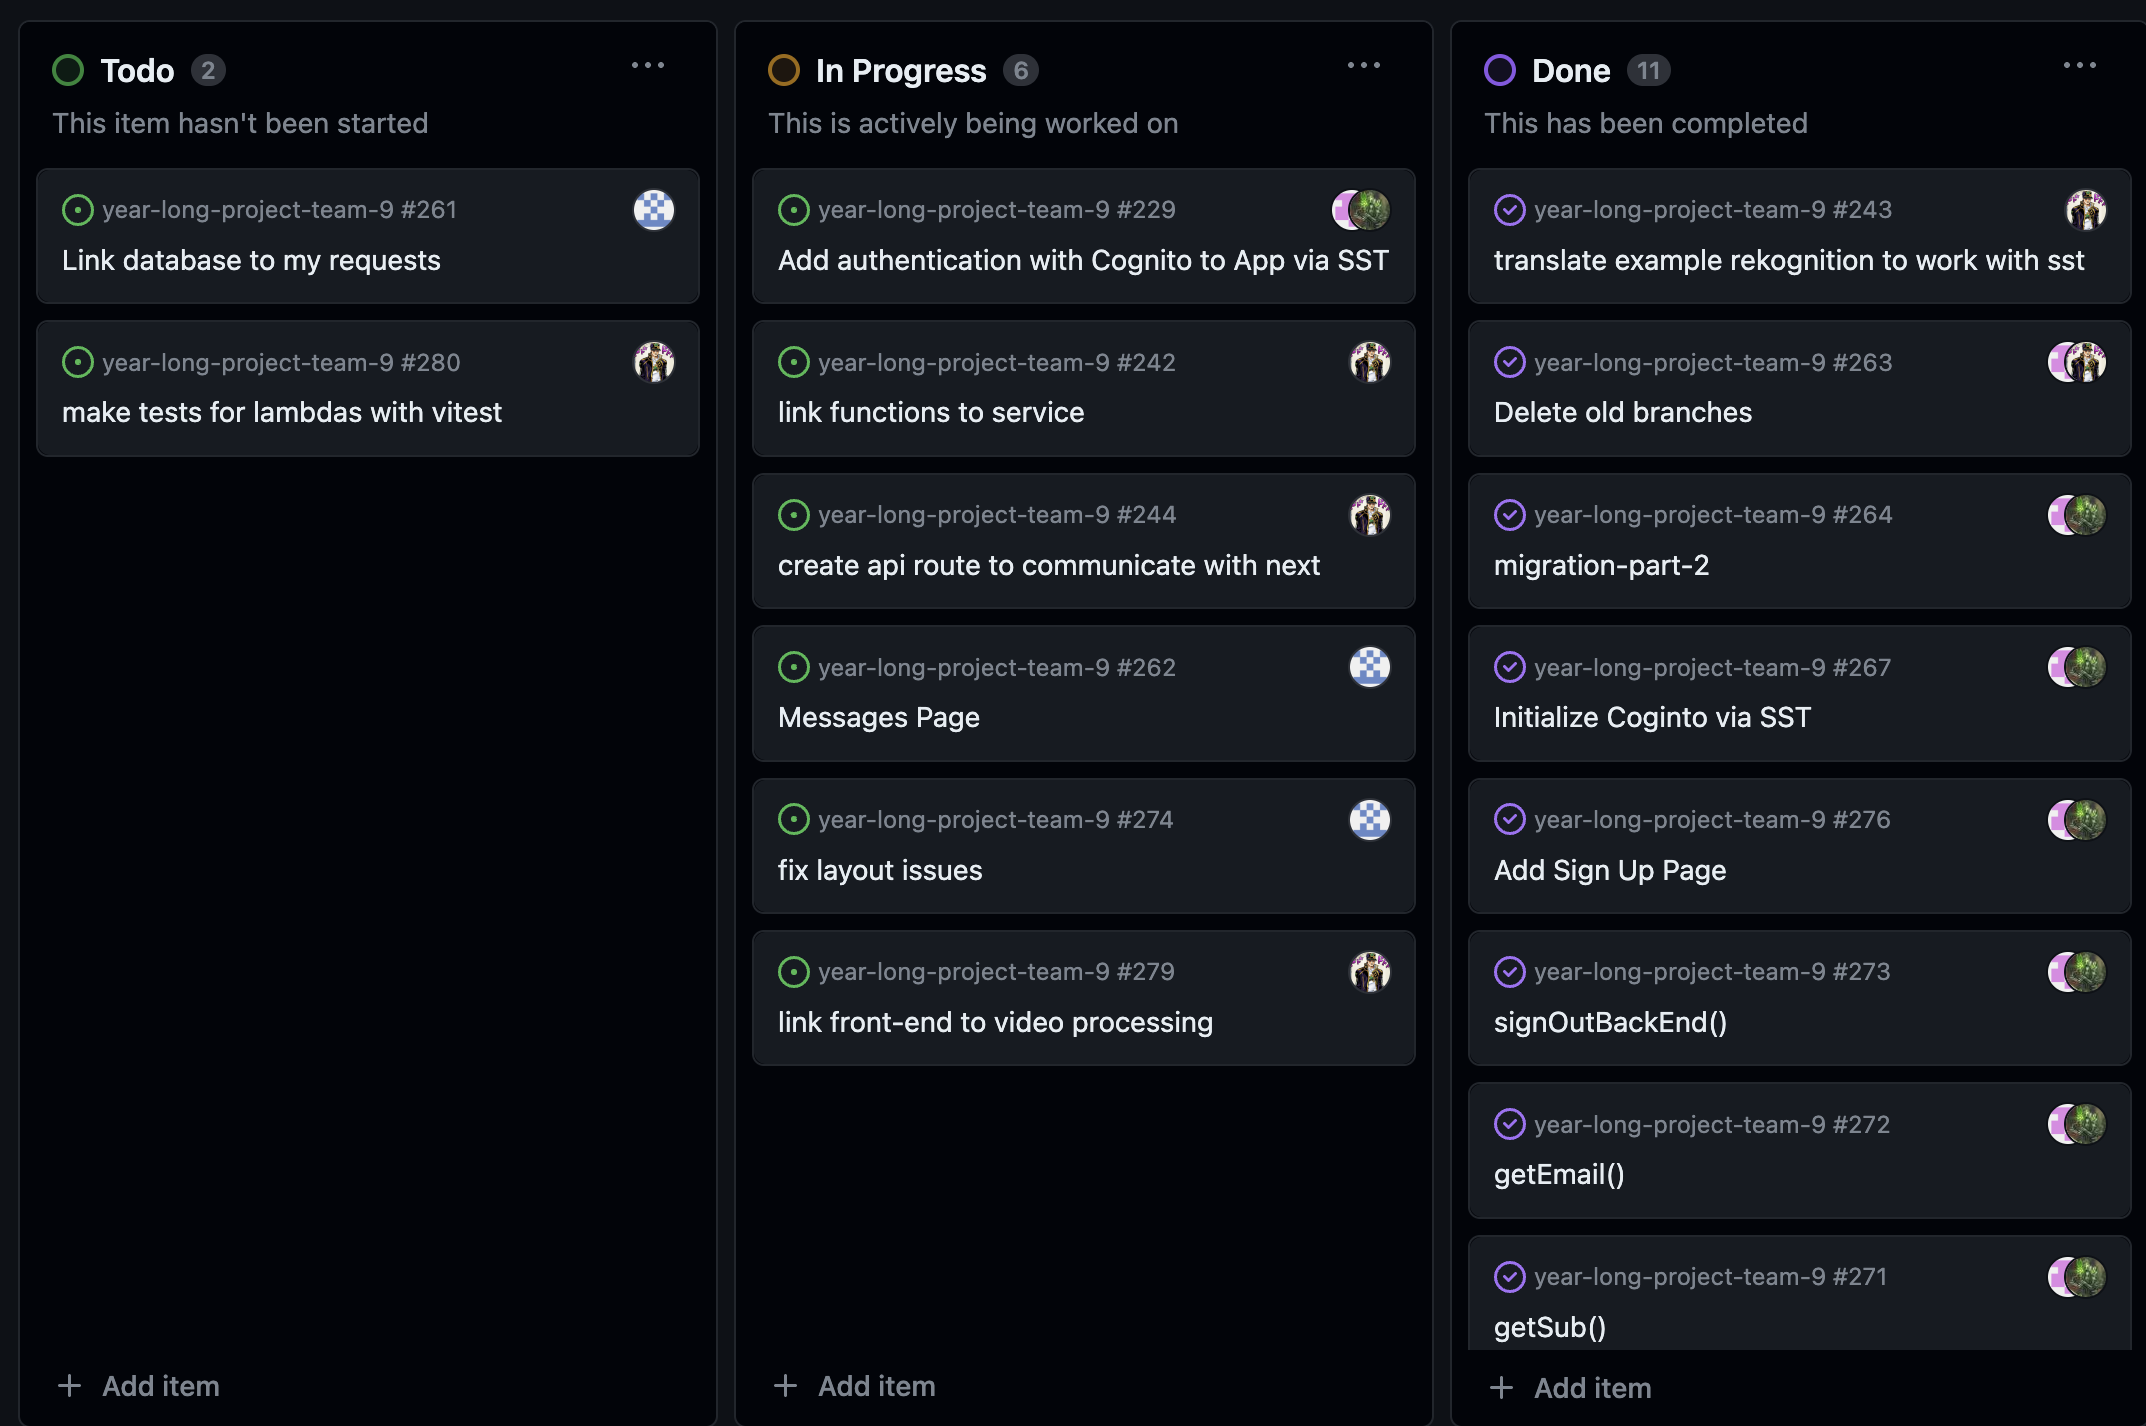 Todo 2
This item hasn't been started
year-long-project-team-9 #261
Link database to my requests
year-long-project-team-9 #280
make tests for lambdas with vitest
Add item
In Progress 6
This is actively being worked on
year-long-project-team-9 #229
Add authentication with Cognito to App via SST
year-long-project-team-9 #242
link functions to service
year-long-project-team-9 #244
create api route to communicate with next
year-long-project-team-9 #262
Messages Page
year-long-project-team-9 #274
fix layout issues
year-long-project-team-9 #279
link front-end to video processing
Add item
Done 11
This has been completed
year-long-project-team-9 #243
translate example rekognition to work with sst
year-long-project-team-9 #263
Delete old branches
year-long-project-team-9 #264
migration-part-2
year-long-project-team-9 #267
Initialize Coginto via SST
year-long-project-team-9 #276
Add Sign Up Page
year-long-project-team-9 #273
signOutBackEnd()
year-long-project-team-9 #272
getEmail()
year-long-project-team-9 #271
getSub()
Add item